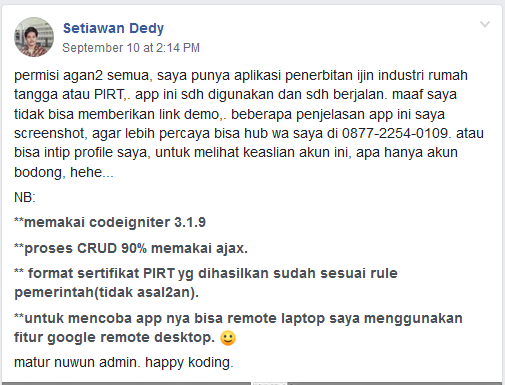 Setiawan Dedy
September 10 at 2:14 PM
permisi agan2 semua, saya punya aplikasi penerbitan ijin industri rumah
tangga atau PIRT,. app ini sdh digunakan dan sdh berjalan. maaf saya
tidak bisa memberikan link demo,. beberapa penjelasan app ini saya
screenshot, agar lebih percaya bisa hub wa saya di 0877-2254-0109. atau
bisa intip profile saya, untuk melihat keaslian akun ini, apa hanya akun
bodong, hehe...
NB:
**memakai codeigniter 3.1.9
**proses CRUD 90% memakai ajax.
** format sertifikat PIRT yg dihasilkan sudah sesuai rule
pemerintah(tidak asal2an).
**untuk mencoba app nya bisa remote laptop saya menggunakan
fitur google remote desktop. 🙂
matur nuwun admin. happy koding.